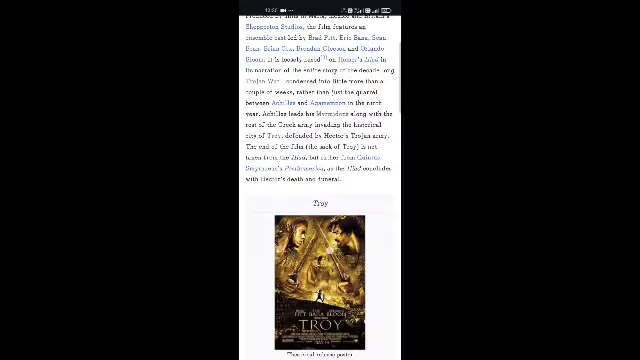 Shepperton Studios, the film features an
ensemble cast led by Brad Pitt, Eric Bana, Sean
Bean, Brian Cox, Brendan Gleeson and Orlando
Bloom. It is loosely based on Homer's Iliad in
its narration of the entire story of the decade-long
Trojan War—condensed into little more than a
couple of weeks, rather than just the quarrel
between Achilles and Agamemnon in the ninth
year. Achilles leads his Myrmidons along with the
rest of the Greek army invading the historical
city of Troy, defended by Hector's Trojan army.
The end of the film (the sack of Troy) is not
taken from the Iliad, but rather from Quintus
Smyrnaeus's Posthomerica, as the Iliad concludes
with Hector's death and funeral.
Troy
PITT BANA BLOOM
TROY
Theatrical release poster